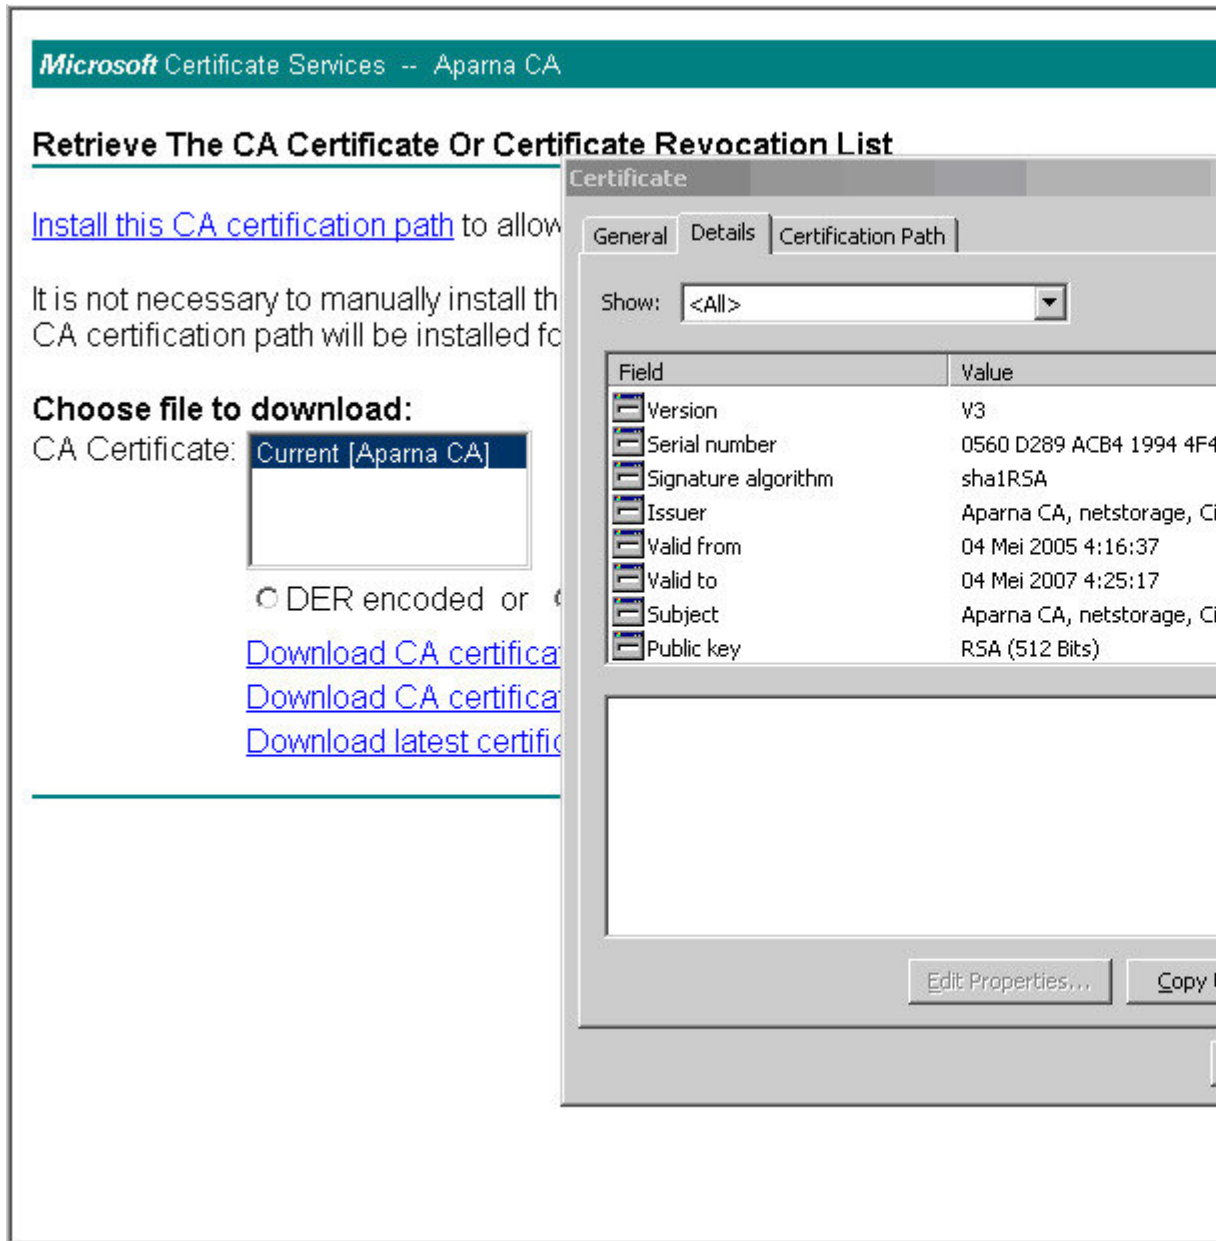 Microsoft Certificate Services -- Aparna CA
Retrieve The CA Certificate Or Certificate Revocation List
Install this CA certification path to allow
It is not necessary to manually install th
CA certification path will be installed fo
Choose file to download:
CA Certificate:
Current [Aparna CA]
DER encoded or
Download CA certificat
Download CA certificat
Download latest certific
Certificate
General Details Certification Path
Show: <All>
Field Value
Version V3
Serial number 0560 D289 ACB4 1994 4F4
Signature algorithm sha1RSA
Issuer Aparna CA, netstorage, Ci
Valid from 04 Mei 2005 4:16:37
Valid to 04 Mei 2007 4:25:17
Subject Aparna CA, netstorage, Ci
Public key RSA (512 Bits)
Edit Properties... Copy